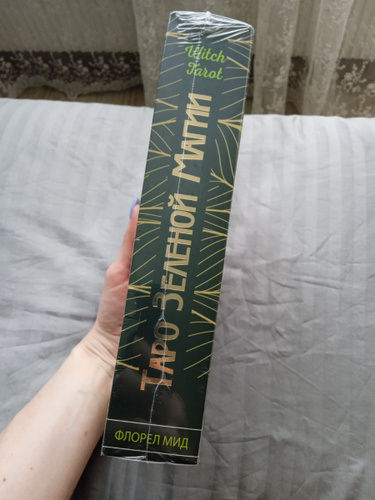 Witch
Tarot
ТАРО ЗЕЛЕНОЙ МАГИИ
ФЛОРЕЛ МИД